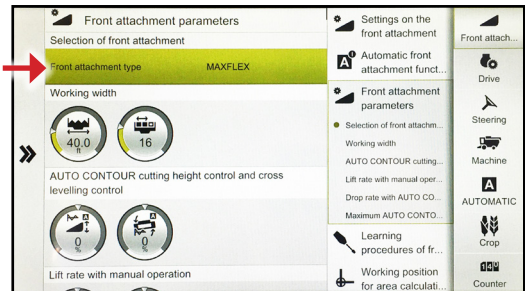 Front attachment parameters
Selection of front attachment
Front attachment type MAXFLEX
Working width
40.0
ft
16
AUTO CONTOUR cutting height control and cross
levelling control
A
0
%
A
0
%
Lift rate with manual operation
Settings on the
front attachment
A
Automatic front
attachment funct...
Front attachment
parameters
Selection of front attachm...
Working width
AUTO CONTOUR cutting...
Lift rate with manual oper...
Drop rate with AUTO CO...
Maximum AUTO CONTO...
Learning
procedures of fr...
Working position
for area calculati...
Front attach...
Drive
Steering
Machine
A
AUTOMATIC
Crop
Counter